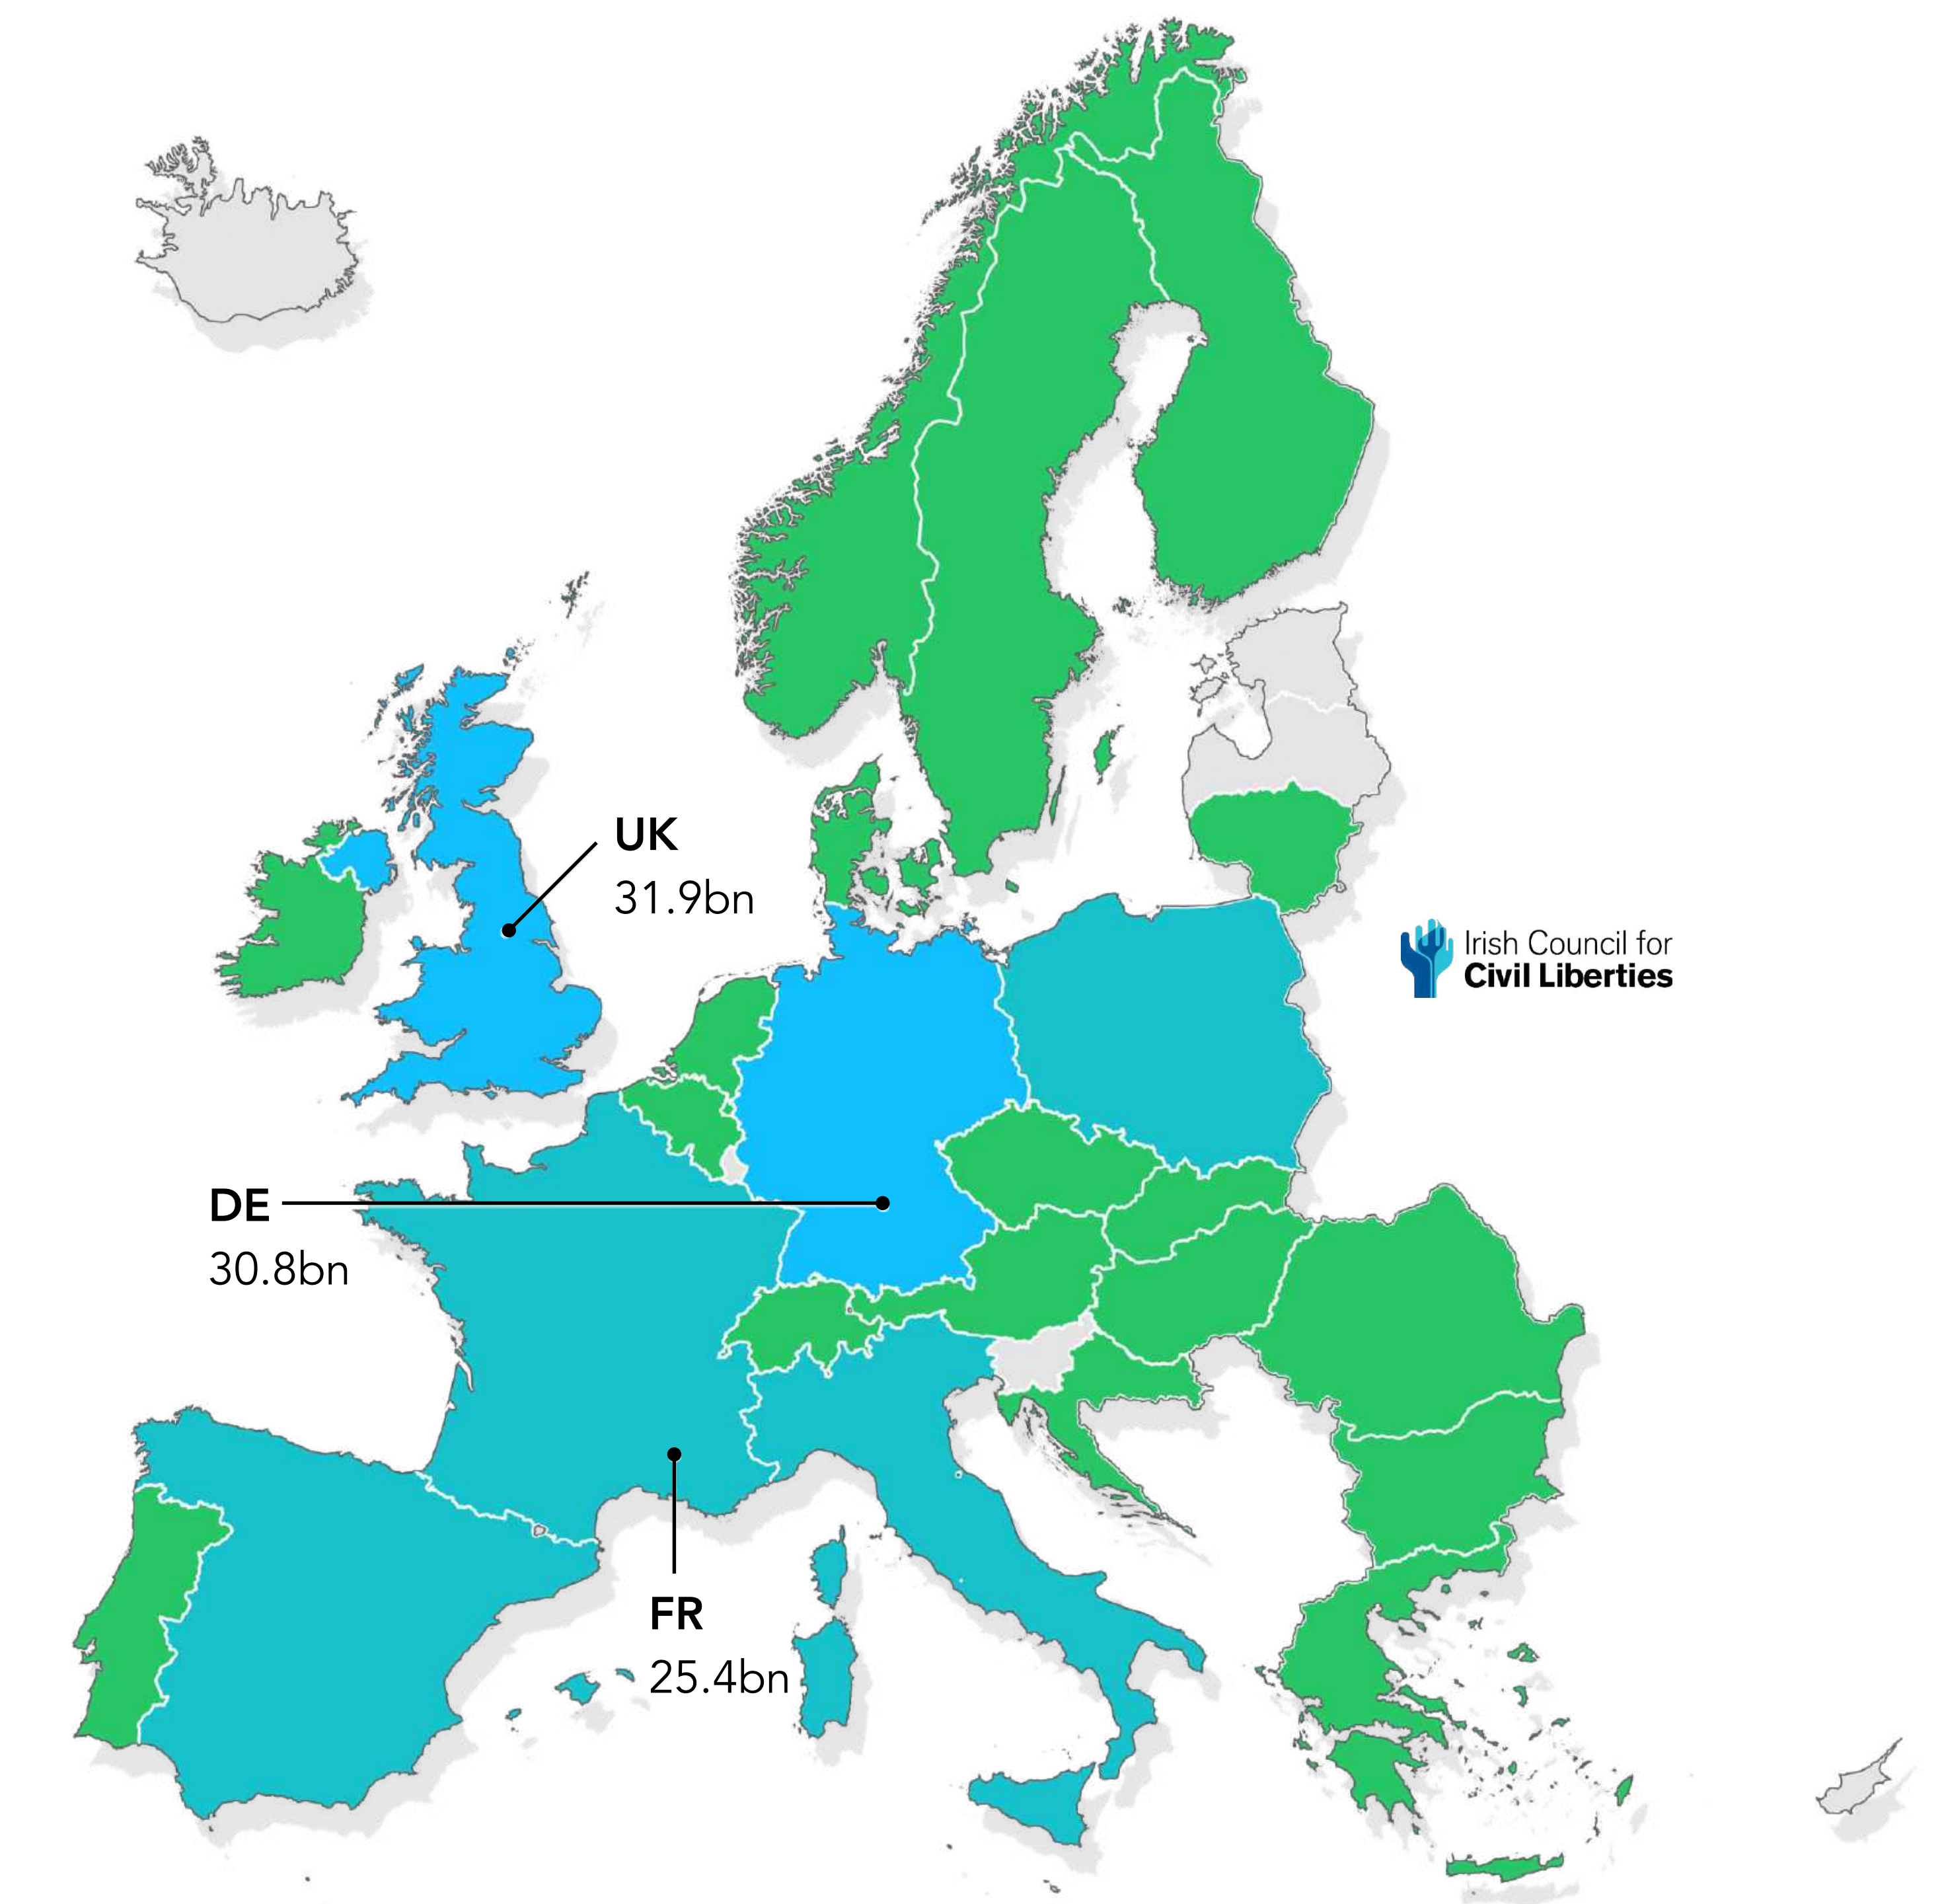 UK
31.9bn
Irish Council for
Civil Liberties
DE
30.8bn
FR
25.4bn